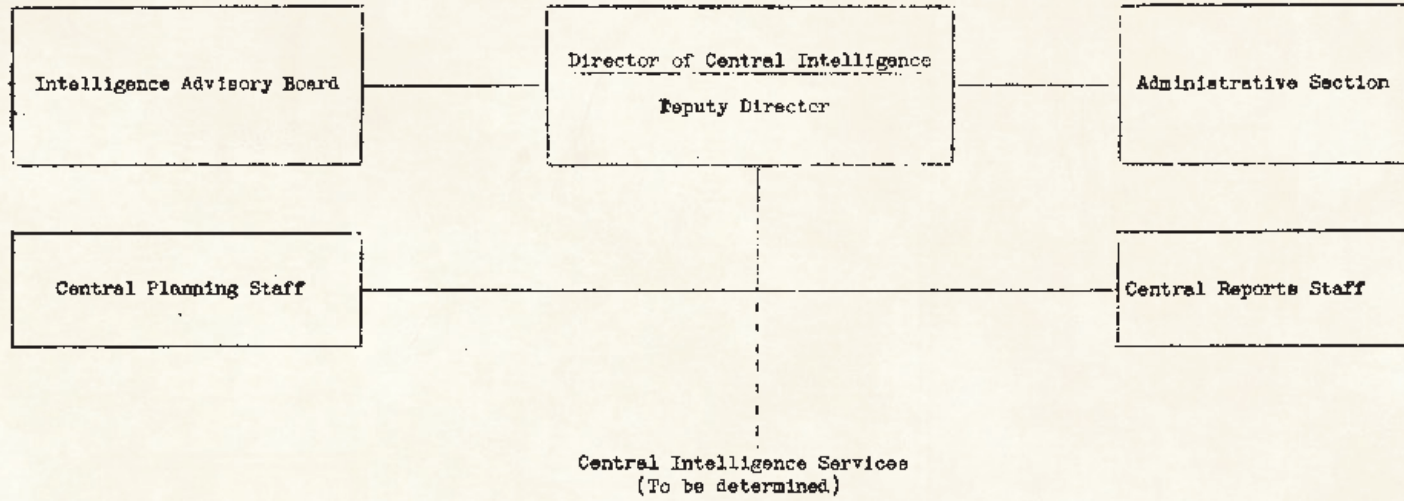 Intelligence Advisory Board
Director of Central Intelligence
Deputy Director
Administrative Section
Central Planning Staff
Central Reports Staff
Central Intelligence Services
(To be determined)